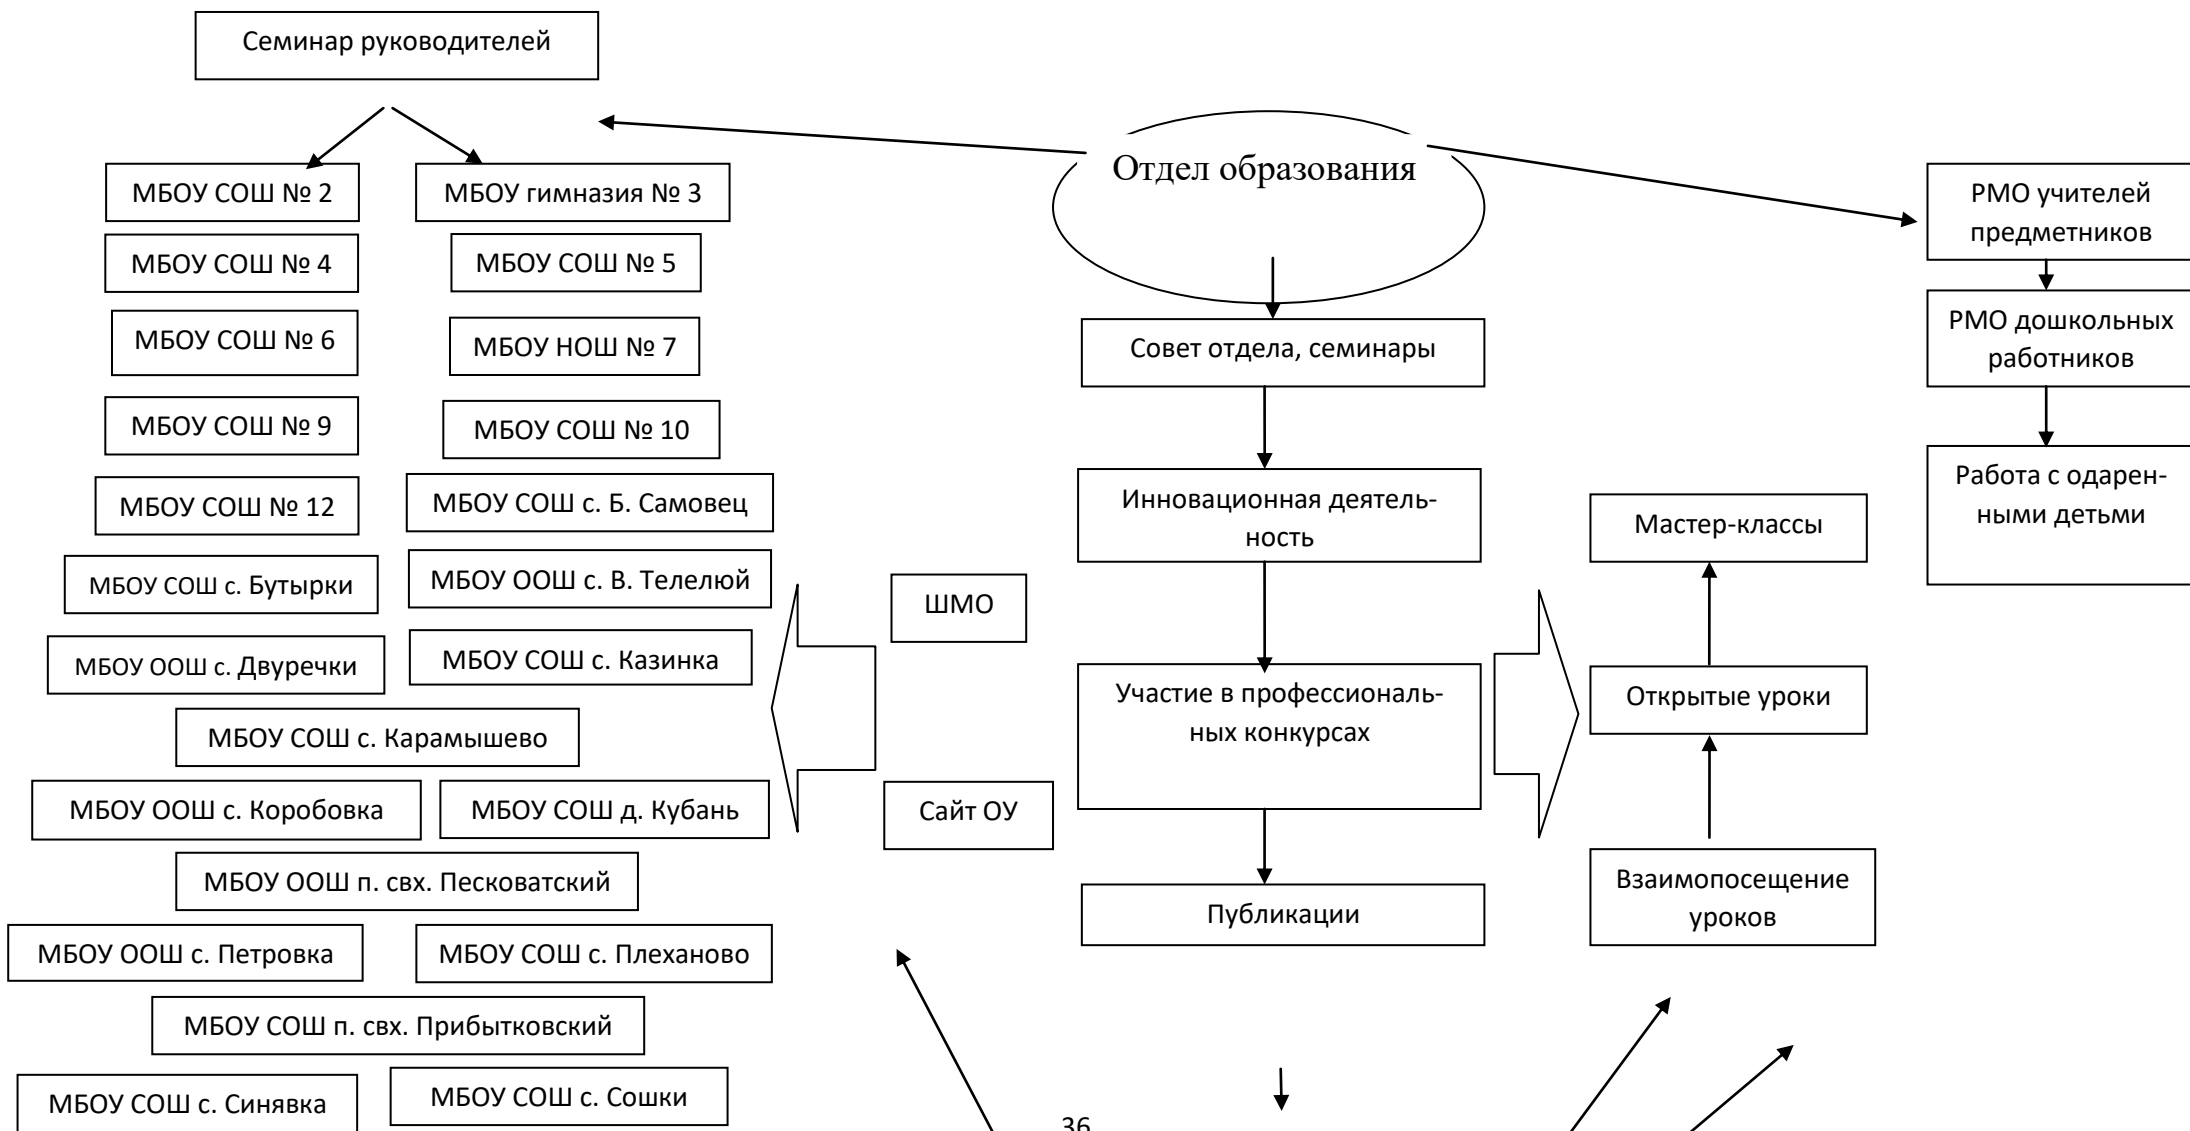 Семинар руководителей
Отдел образования
МБОУ СОШ № 2
МБОУ гимназия № 3
МБОУ СОШ № 4
МБОУ СОШ № 5
МБОУ СОШ № 6
МБОУ НОШ № 7
МБОУ СОШ № 9
МБОУ СОШ № 10
МБОУ СОШ № 12
МБОУ СОШ с. Б. Самовец
МБОУ СОШ с. Бутырки
МБОУ ООШ с. В. Телелюй
МБОУ ООШ с. Двуречки
МБОУ СОШ с. Казинка
МБОУ СОШ с. Карамышево
МБОУ ООШ с. Коробовка
МБОУ СОШ д. Кубань
МБОУ ООШ п. свх. Песковатский
МБОУ ООШ с. Петровка
МБОУ СОШ с. Плеханово
МБОУ СОШ п. свх. Прибытковский
МБОУ СОШ с. Синявка
МБОУ СОШ с. Сошки
ШМО
Сайт ОУ
Совет отдела, семинары
Инновационная деятель-
ность
Участие в профессиональ-
ных конкурсах
Публикации
Мастер-классы
Открытые уроки
Взаимопосещение
уроков
РМО учителей
предметников
РМО дошкольных
работников
Работа с одарен-
ными детьми
36